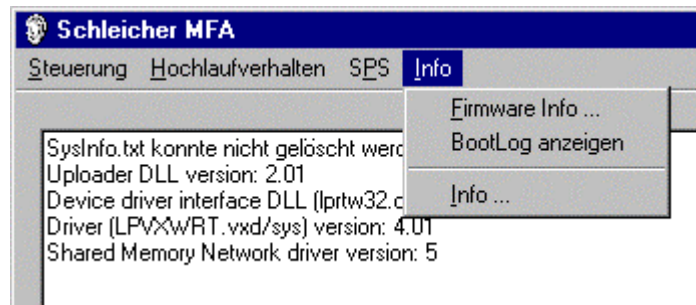 Schleicher MFA
Steuerung Hochlaufverhalten SPS Info
Firmware Info ...
BootLog anzeigen
Info ...
SysInfo.txt konnte nicht gelöscht
Uploader DLL version: 2.01
Device driver interface DLL
Driver (LPVXWRT.vxd/sys) version: 4.01
Shared Memory Network driver version: 5